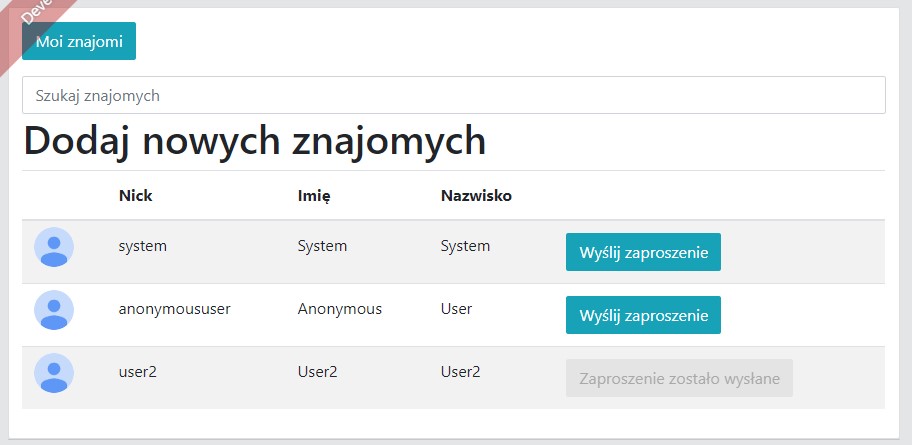 Deve
Moi znajomi
Szukaj znajomych
Dodaj nowych znajomych
Nick Imię Nazwisko
system System System Wyślij zaproszenie
anonymoususer Anonymous User Wyślij zaproszenie
user2 User2 User2 Zaproszenie zostało wysłane